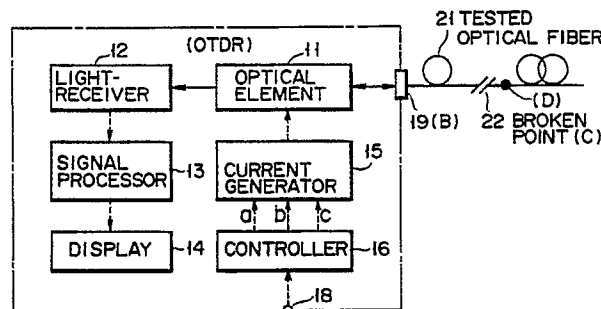 (OTDR)
12
LIGHT-
RECEIVER
11
OPTICAL
ELEMENT
21 TESTED
OPTICAL FIBER
(D)
22 BROKEN
POINT (C)
19(B)
SIGNAL
PROCESSOR
13
CURRENT
GENERATOR
15
a b c
DISPLAY
14
CONTROLLER
16
18